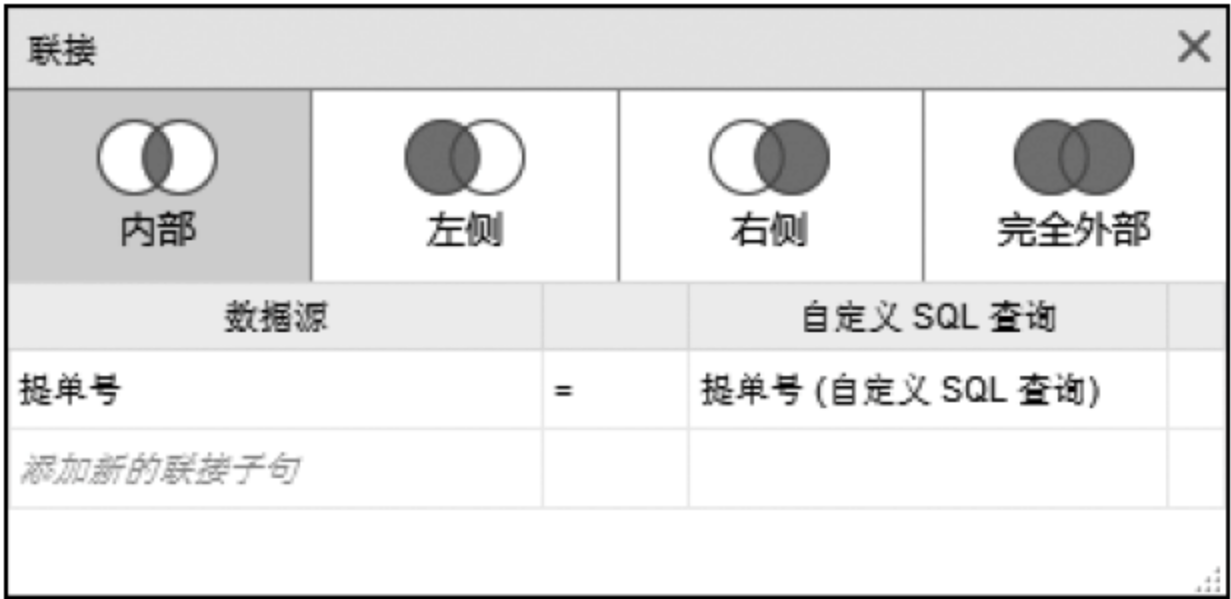 联接
内部 左侧 右侧 完全外部
数据源 自定义 SQL 查询
提单号 = 提单号 (自定义 SQL 查询)
添加新的联接子句